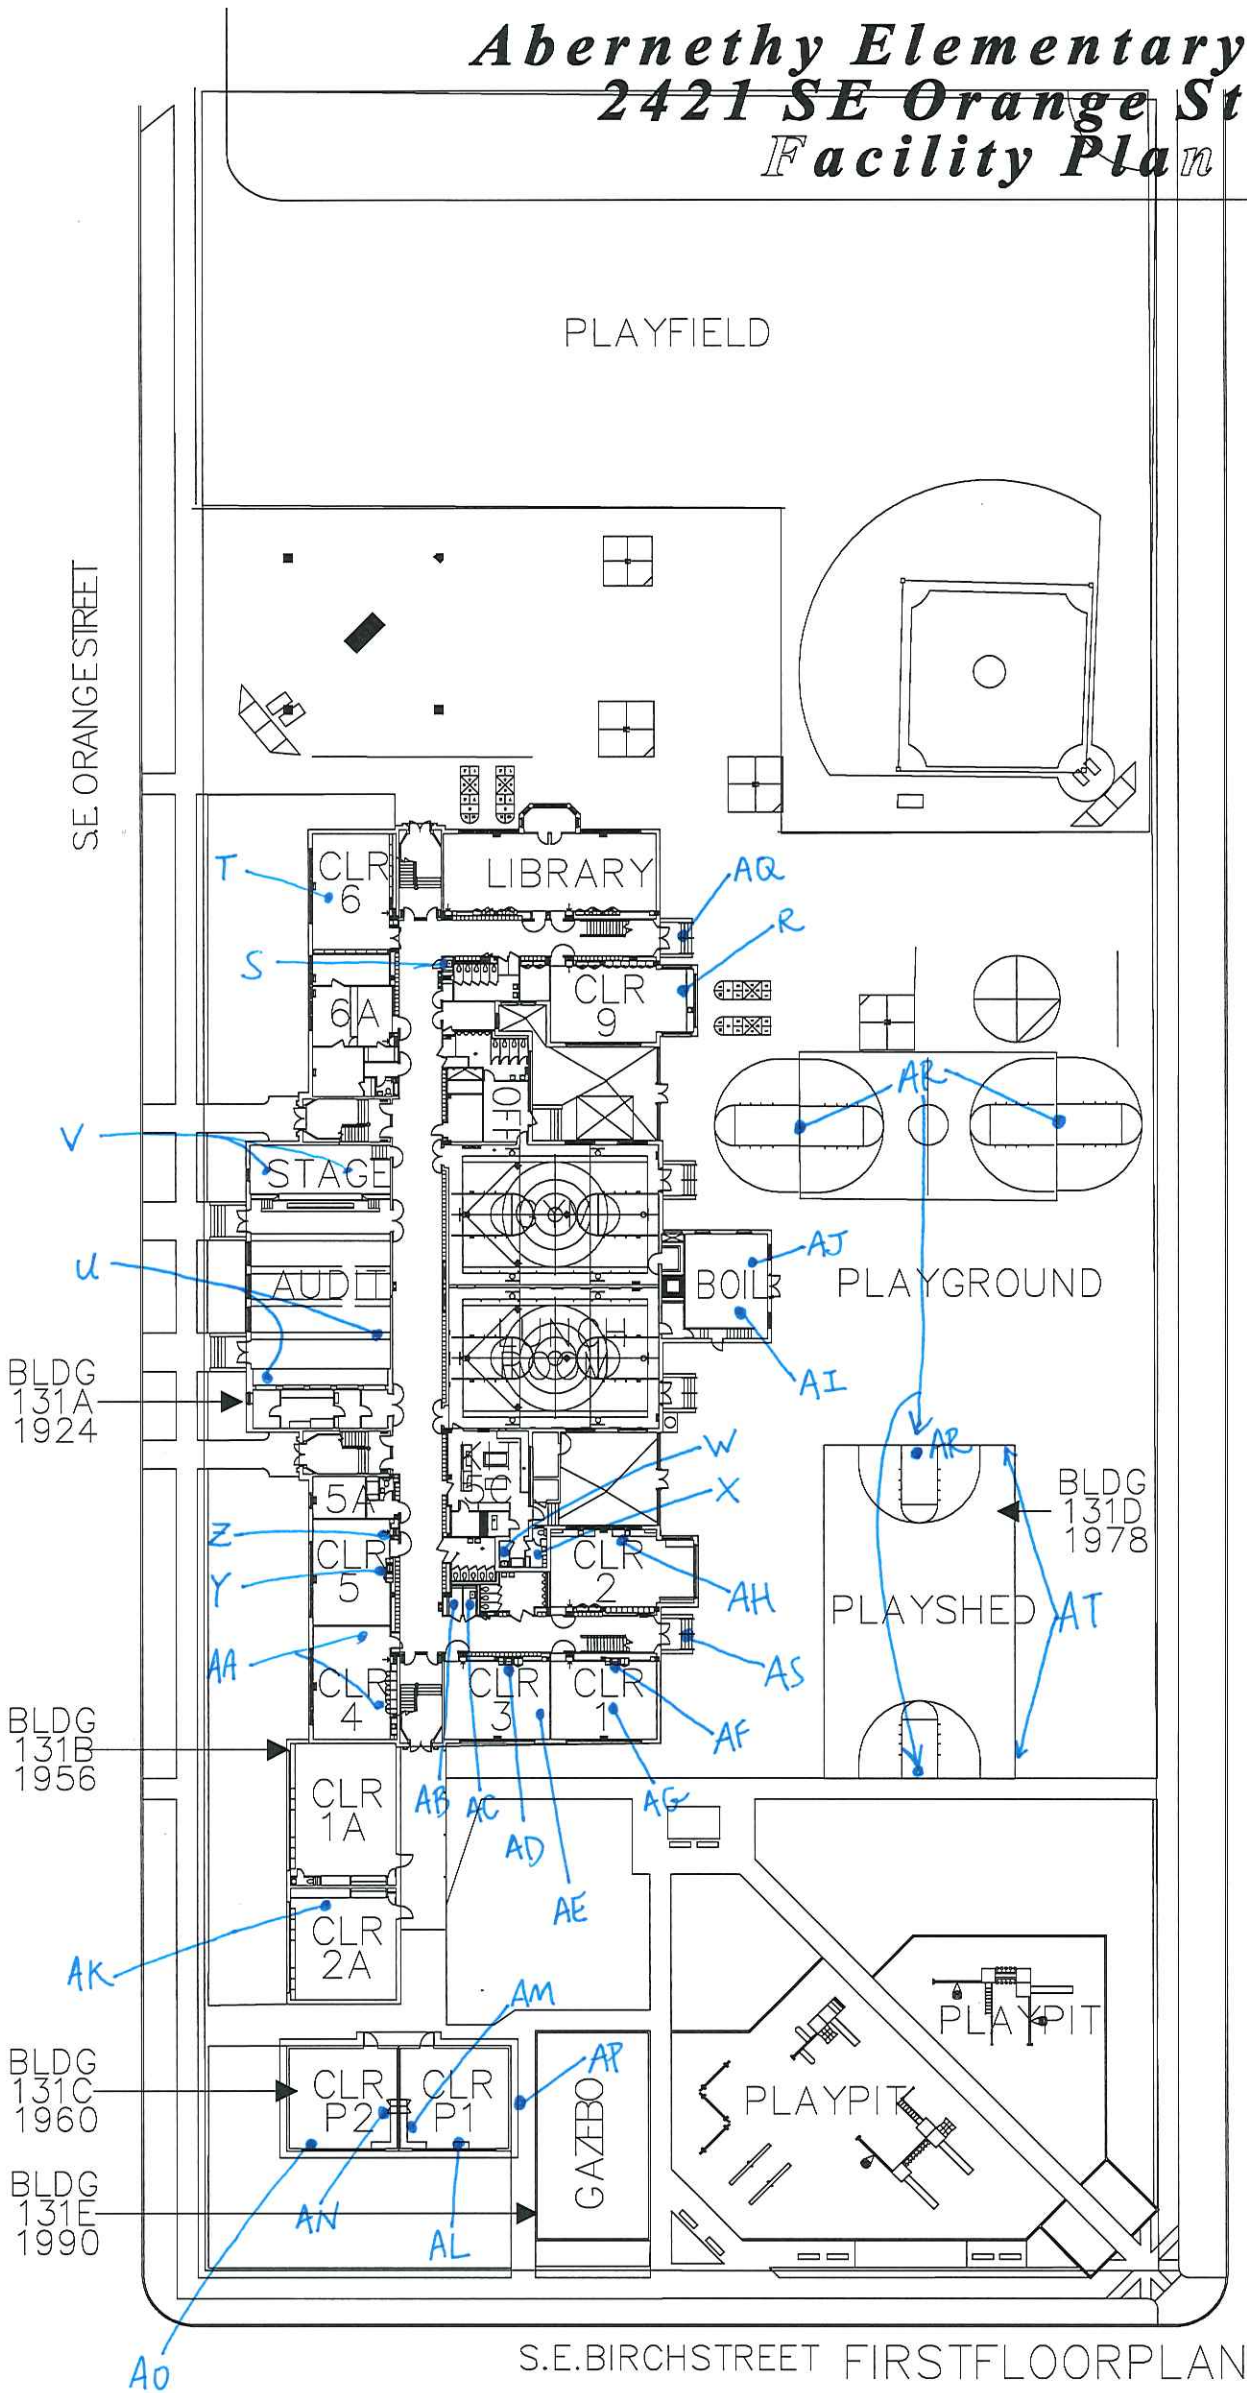 Abernethy Elementary
2421 SE Orange St
Facility Plan
PLAYFIELD
S.E. ORANGESTREET
T
CLR
6
LIBRARY
AQ
R
S
CLR
9
6A
OFF
AR
V
STAGE
U
AUDIT
AJ
BOIL
PLAYGROUND
LUNCH
ROOM
AI
BLDG
131A
1924
AR
W
X
5A
BLDG
131D
1978
Z
CLR
5
Y
CLR
2
AH
PLAYSHED
AT
AA
CLR
4
CLR
3
CLR
1
AS
AF
BLDG
131B
1956
CLR
1A
AB
AC
AG
AD
AE
CLR
2A
AK
AM
PLAYPIT
BLDG
131C
1960
CLR
P2
CLR
P1
AP
GAZEBO
PLAYPIT
BLDG
131E
1990
AN
AL
AO
S.E.BIRCHSTREET FIRSTFLOORPLAN